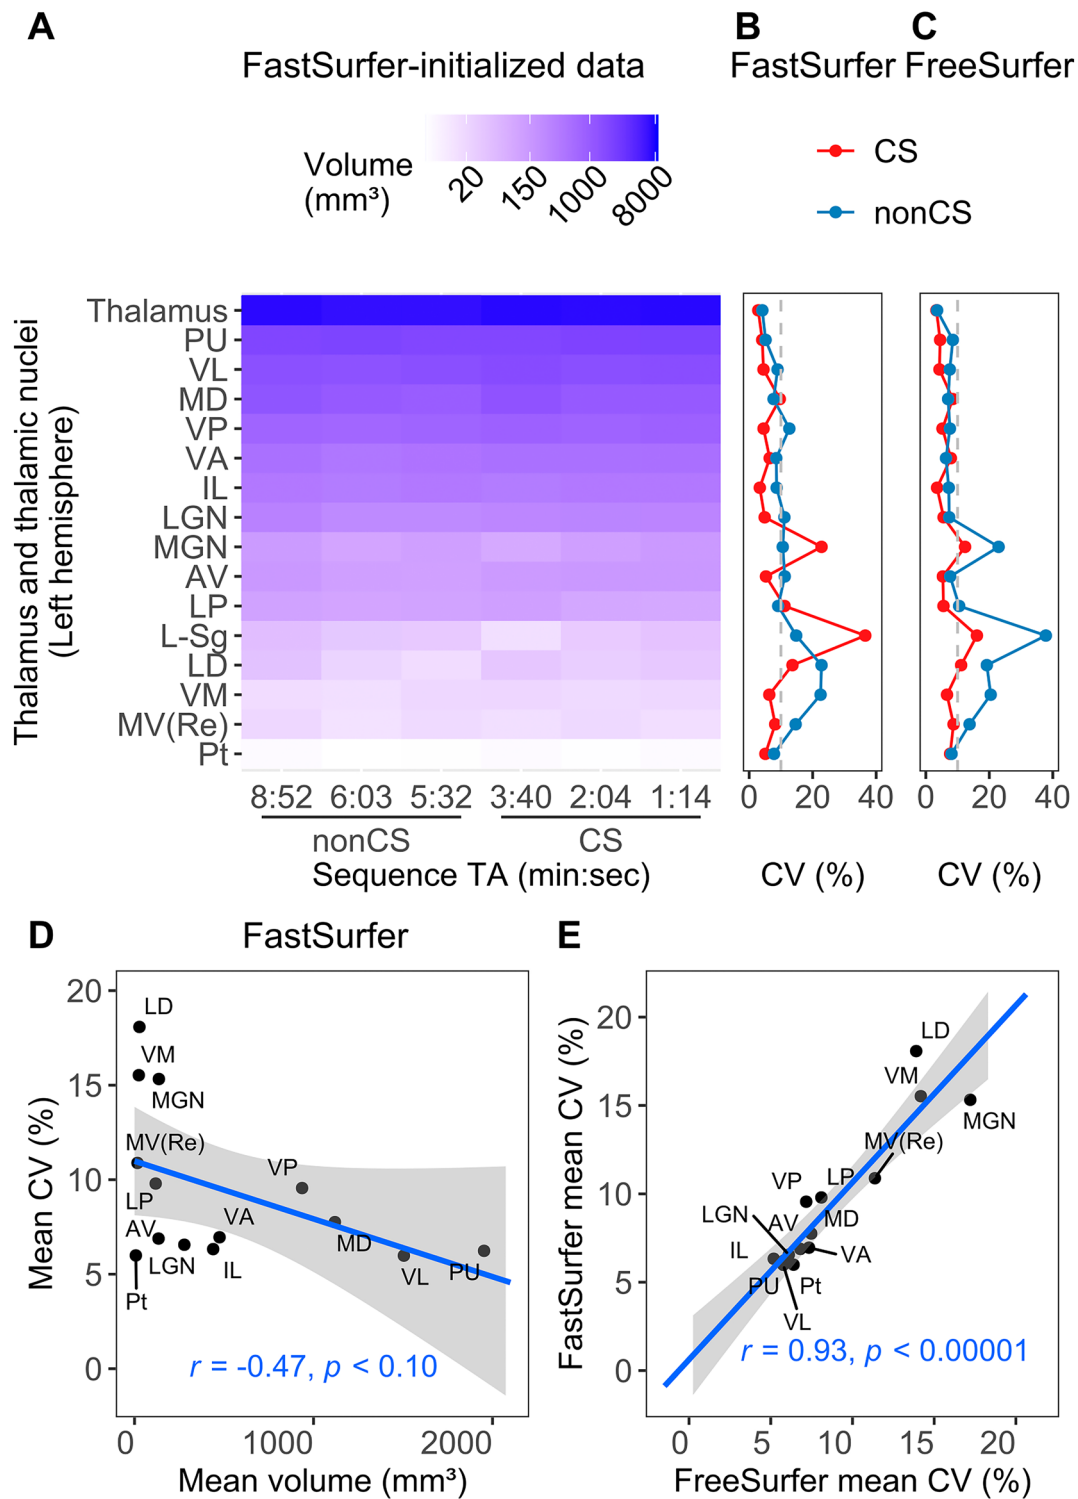 A
B
C
FastSurfer-initialized data
FastSurfer
FreeSurfer
Volume
(mm³)
20
150
1000
8000
CS
nonCS
Thalamus and thalamic nuclei
(Left hemisphere)
Thalamus
PU
VL
MD
VP
VA
IL
LGN
MGN
AV
LP
L-Sg
LD
VM
MV(Re)
Pt
8:52
6:03
5:32
3:40
2:04
1:14
nonCS
CS
Sequence TA (min:sec)
0
20
40
CV (%)
0
20
40
CV (%)
D
FastSurfer
Mean CV (%)
20
15
10
5
0
LD
VM
MGN
MV(Re)
VP
LP
AV
VA
MD
LGN
IL
VL
PU
Pt
r = -0.47, p < 0.10
0
1000
2000
Mean volume (mm³)
E
FastSurfer mean CV (%)
20
15
10
5
0
LD
VM
MGN
MV(Re)
VP
LP
LGN
AV
MD
IL
VA
PU
Pt
VL
r = 0.93, p < 0.00001
0
5
10
15
20
FreeSurfer mean CV (%)